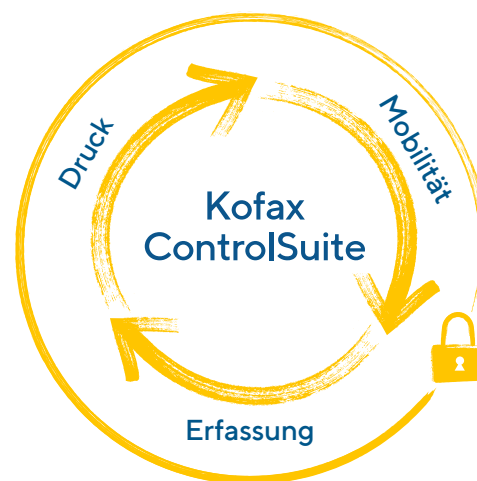 Druck
Mobilität
Kofax
ControlSuite
Erfassung